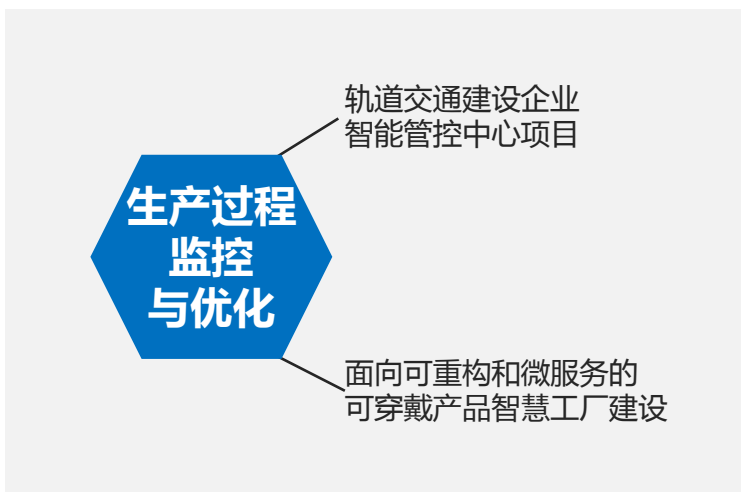 轨道交通建设企业
智能管控中心项目
生产过程
监控
与优化
面向可重构和微服务的
可穿戴产品智慧工厂建设